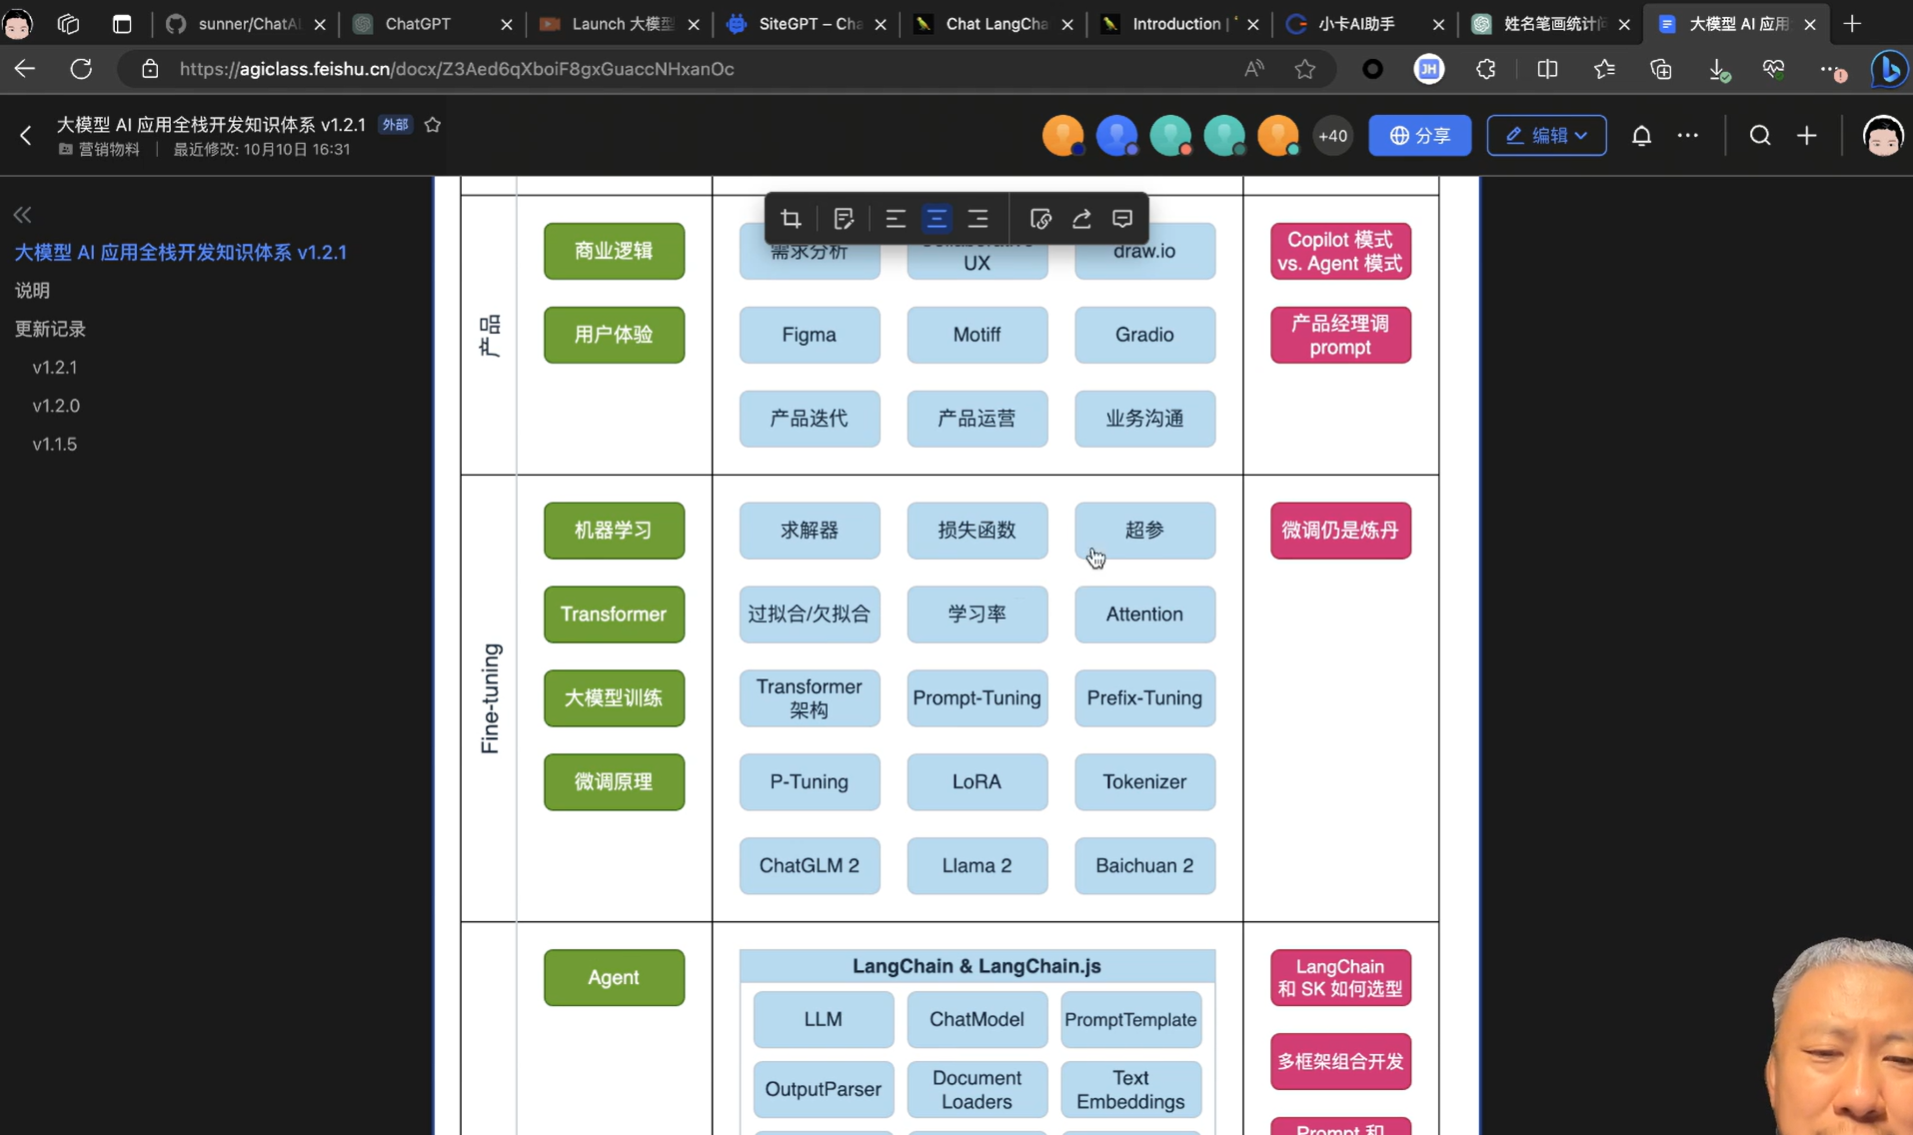 sunner/ChatAI
ChatGPT
Launch 大模型
SiteGPT – Cha
Chat LangCha
Introduction |
小卡AI助手
姓名笔画统计问
大模型 AI 应用
https://agiclass.feishu.cn/docx/Z3Aed6qXboiF8gxGuaccNHxanOc
JH
大模型 AI 应用全栈开发知识体系 v1.2.1
外部
营销物料
最近修改: 10月10日 16:31
+40
分享
编辑
大模型 AI 应用全栈开发知识体系 v1.2.1
说明
更新记录
v1.2.1
v1.2.0
v1.1.5
产品
商业逻辑
需求分析
UX
draw.io
Copilot 模式
vs. Agent 模式
用户体验
Figma
Motiff
Gradio
产品经理调
prompt
产品迭代
产品运营
业务沟通
Fine-tuning
机器学习
求解器
损失函数
超参
微调仍是炼丹
Transformer
过拟合/欠拟合
学习率
Attention
大模型训练
Transformer
架构
Prompt-Tuning
Prefix-Tuning
微调原理
P-Tuning
LoRA
Tokenizer
ChatGLM 2
Llama 2
Baichuan 2
Agent
LangChain & LangChain.js
LangChain
和 SK 如何选型
LLM
ChatModel
PromptTemplate
多框架组合开发
OutputParser
Document
Loaders
Text
Embeddings
Prompt 和